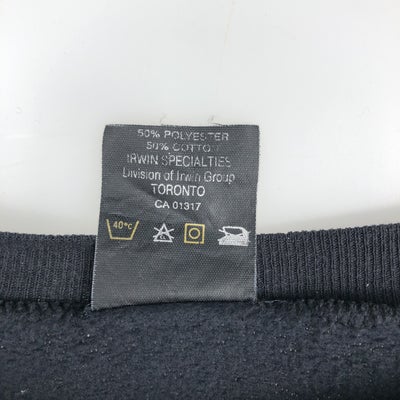 50% POLYESTER
50% COTTON
IRWIN SPECIALTIES
Division of Irwin Group
TORONTO
CA 01317
40°C